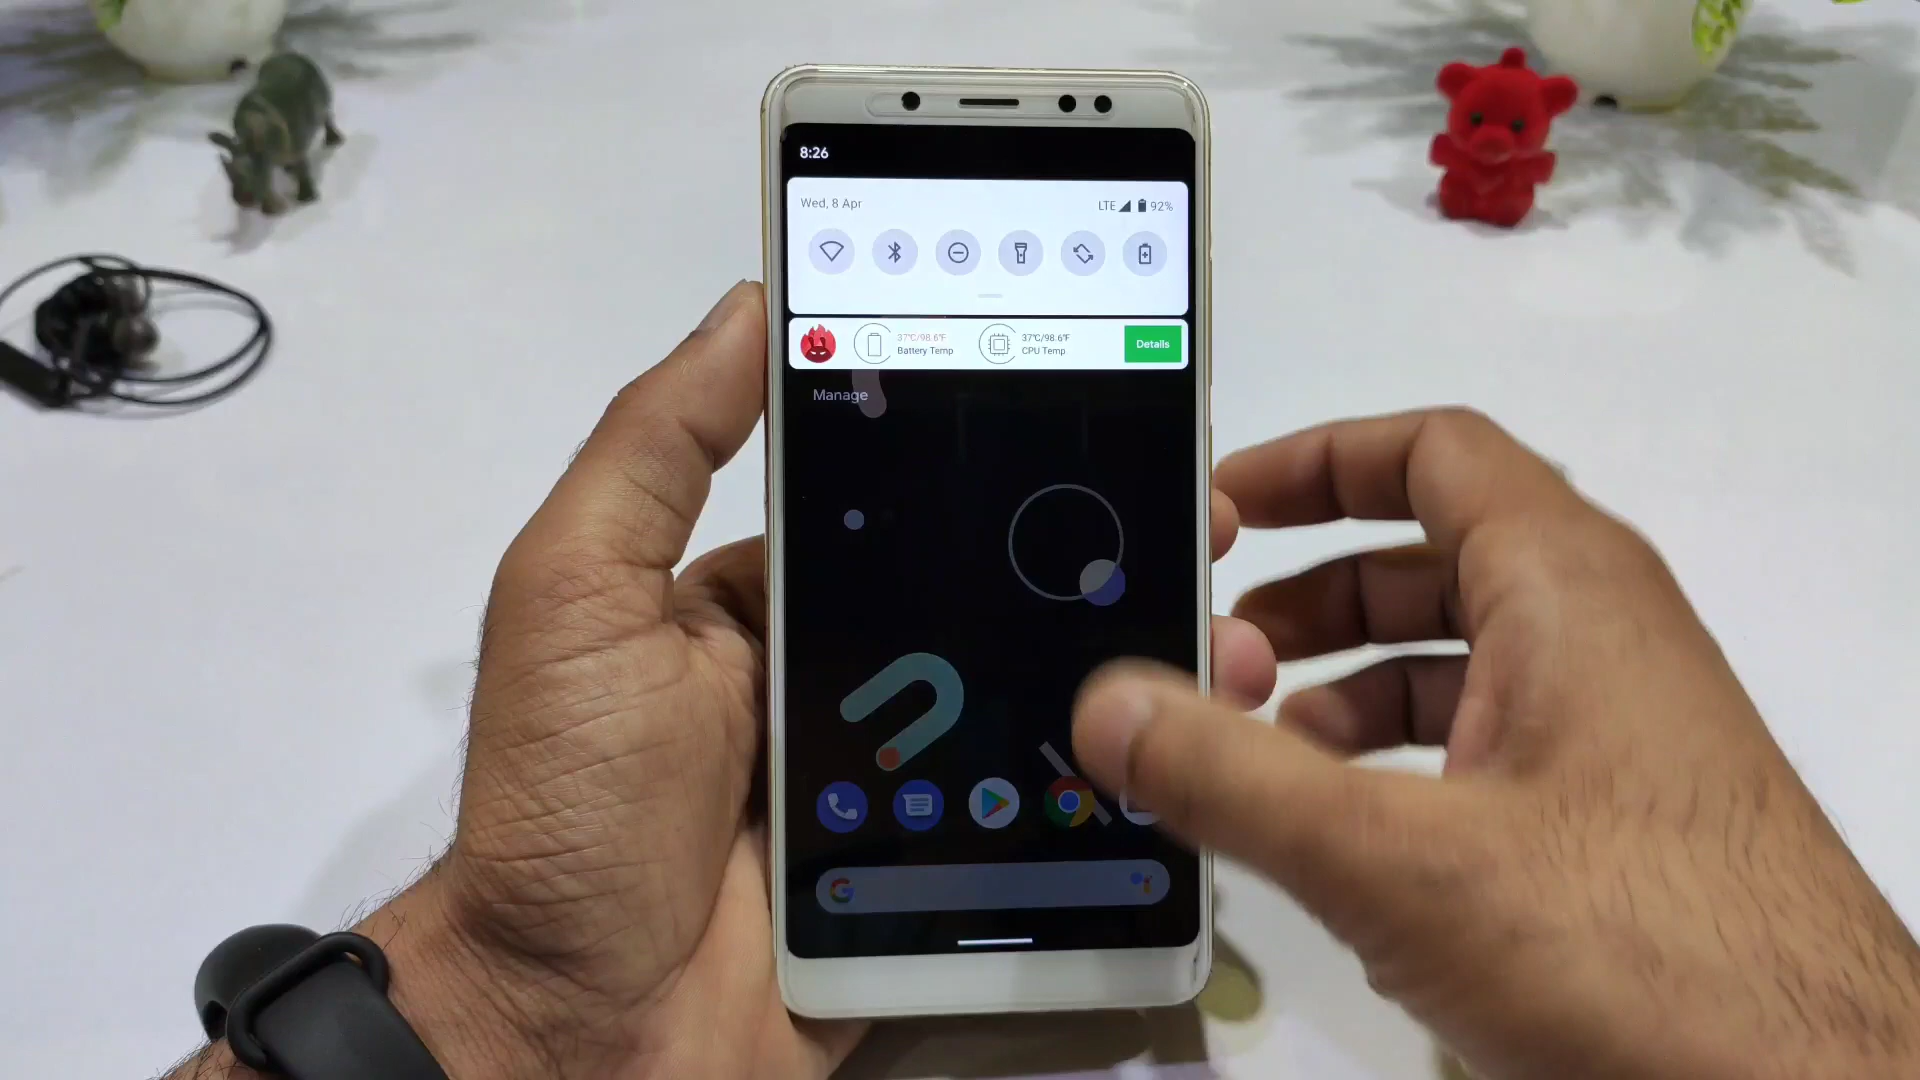 8:26
Wed, 8 Apr
LTE 92%
37℃/98.6℉
Battery Temp
37℃/98.6℉
CPU Temp
Details
Manage
G